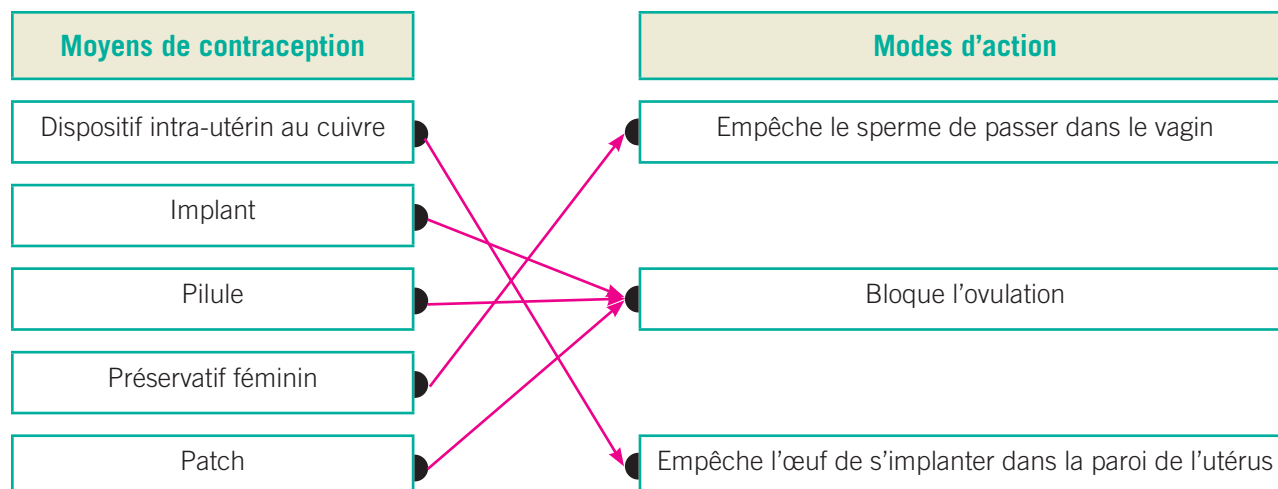 Moyens de contraception
Modes d’action
Dispositif intra-utérin au cuivre
Empêche le sperme de passer dans le vagin
Implant
Pilule
Bloque l’ovulation
Préservatif féminin
Patch
Empêche l’œuf de s’implanter dans la paroi de l’utérus